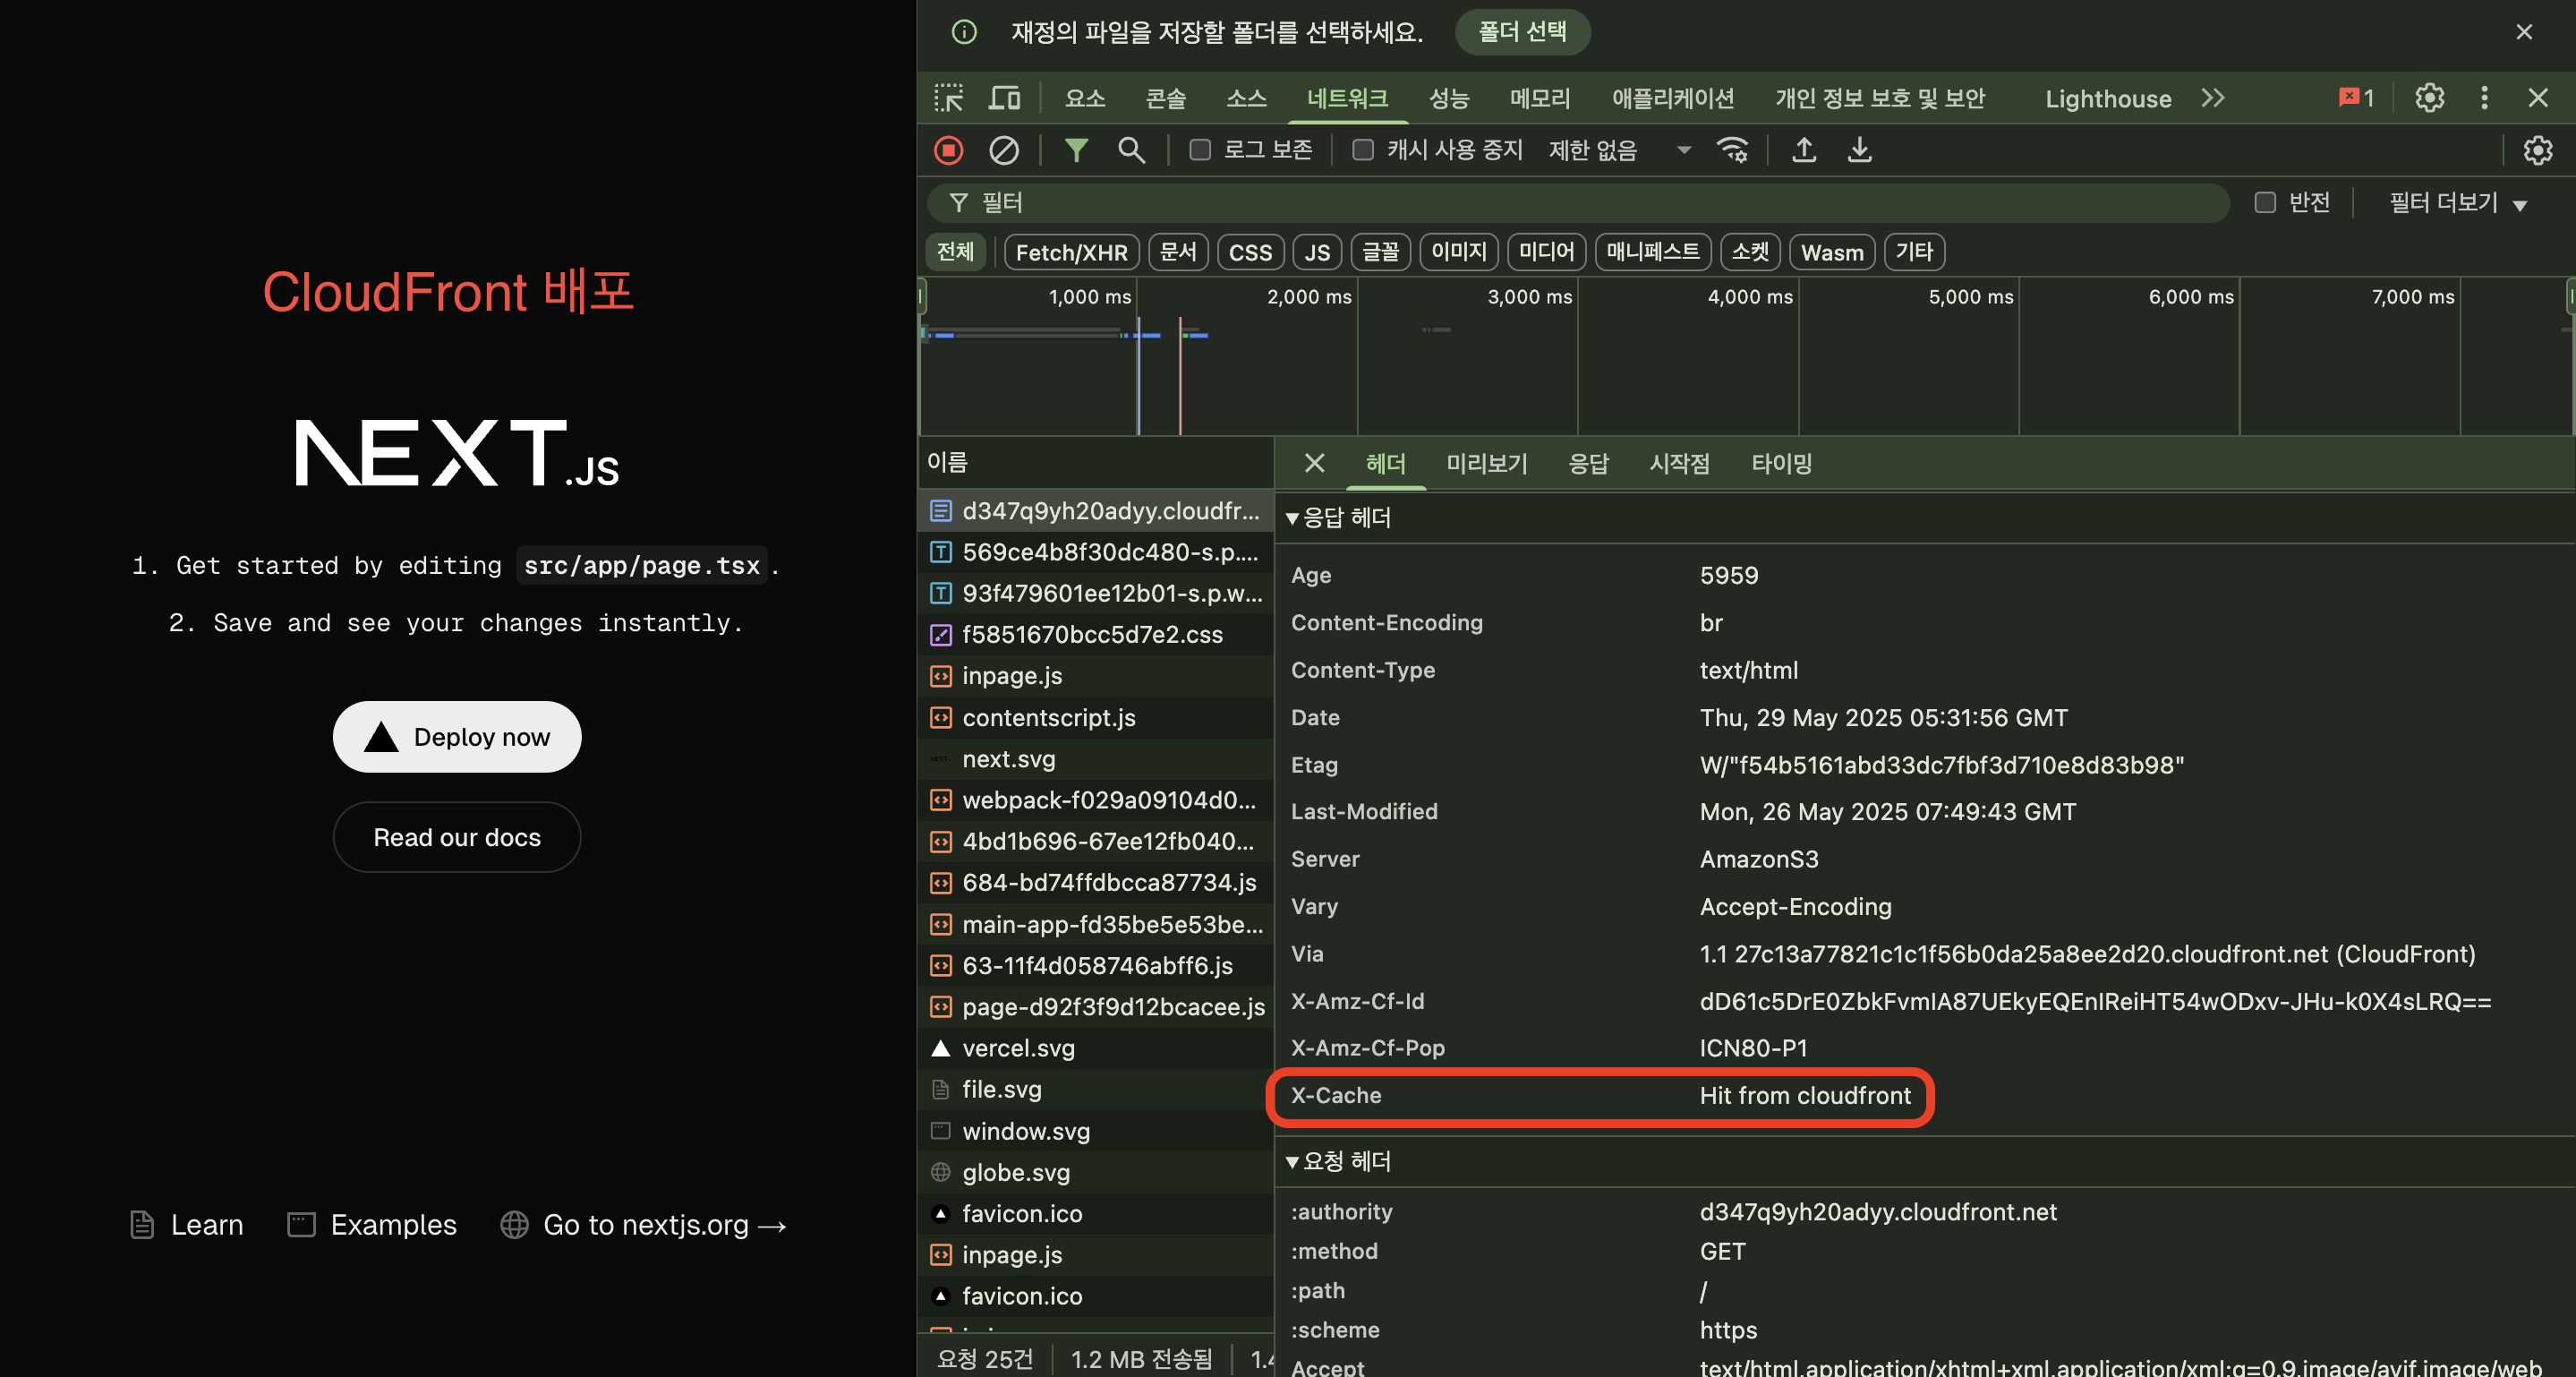 CloudFront 배포
NEXT.JS
1. Get started by editing src/app/page.tsx.
2. Save and see your changes instantly.
Deploy now
Read our docs
Learn
Examples
Go to nextjs.org →
재정의 파일을 저장할 폴더를 선택하세요.
폴더 선택
요소 콘솔 소스 네트워크 성능 메모리 애플리케이션 개인 정보 보호 및 보안 Lighthouse 1
로그 보존 캐시 사용 중지 제한 없음
필터 반전 필터 더보기
전체 Fetch/XHR 문서 CSS JS 글꼴 이미지 미디어 매니페스트 소켓 Wasm 기타
1,000 ms 2,000 ms 3,000 ms 4,000 ms 5,000 ms 6,000 ms 7,000 ms
이름
d347q9yh20adyy.cloudfr...
569ce4b8f30dc480-s.p....
93f479601ee12b01-s.p.w...
f5851670bcc5d7e2.css
inpage.js
contentscript.js
next.svg
webpack-f029a09104d0...
4bd1b696-67ee12fb040...
684-bd74ffdbcca87734.js
main-app-fd35be5e53be...
63-11f4d058746abff6.js
page-d92f3f9d12bcacee.js
vercel.svg
file.svg
window.svg
globe.svg
favicon.ico
inpage.js
favicon.ico
요청 25건 1.2 MB 전송됨
헤더 미리보기 응답 시작점 타이밍
응답 헤더
Age 5959
Content-Encoding br
Content-Type text/html
Date Thu, 29 May 2025 05:31:56 GMT
Etag W/"f54b5161abd33dc7fbf3d710e8d83b98"
Last-Modified Mon, 26 May 2025 07:49:43 GMT
Server AmazonS3
Vary Accept-Encoding
Via 1.1 27c13a77821c1c1f56b0da25a8ee2d20.cloudfront.net (CloudFront)
X-Amz-Cf-Id dD61c5DrE0ZbkFvmIA87UEkyEQEnIReiHT54wODxv-JHu-k0X4sLRQ==
X-Amz-Cf-Pop ICN80-P1
X-Cache Hit from cloudfront
요청 헤더
:authority d347q9yh20adyy.cloudfront.net
:method GET
:path /
:scheme https
Accept text/html,application/xhtml+xml,application/xml;q=0.9,image/avif,image/web